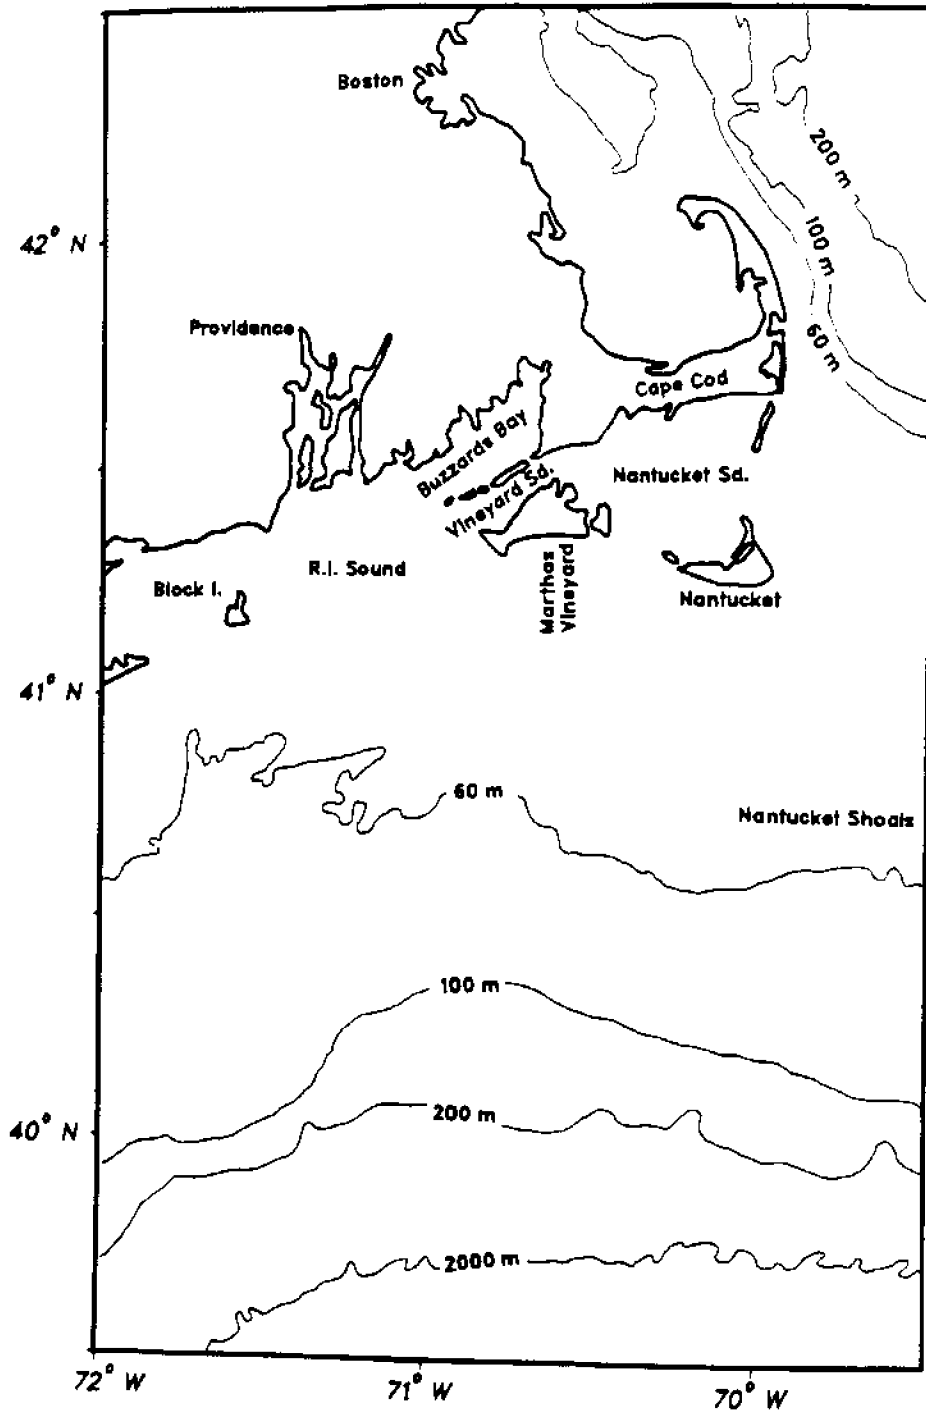 Boston
200 m
100 m
60 m
42° N
Providence
Cape Cod
Buzzards Bay
Nantucket Sd.
Vineyard Sd.
R.I. Sound
Block I.
Marthas
Vineyard
Nantucket
41° N
60 m
Nantucket Shoals
100 m
200 m
40° N
2000 m
72° W
71° W
70° W